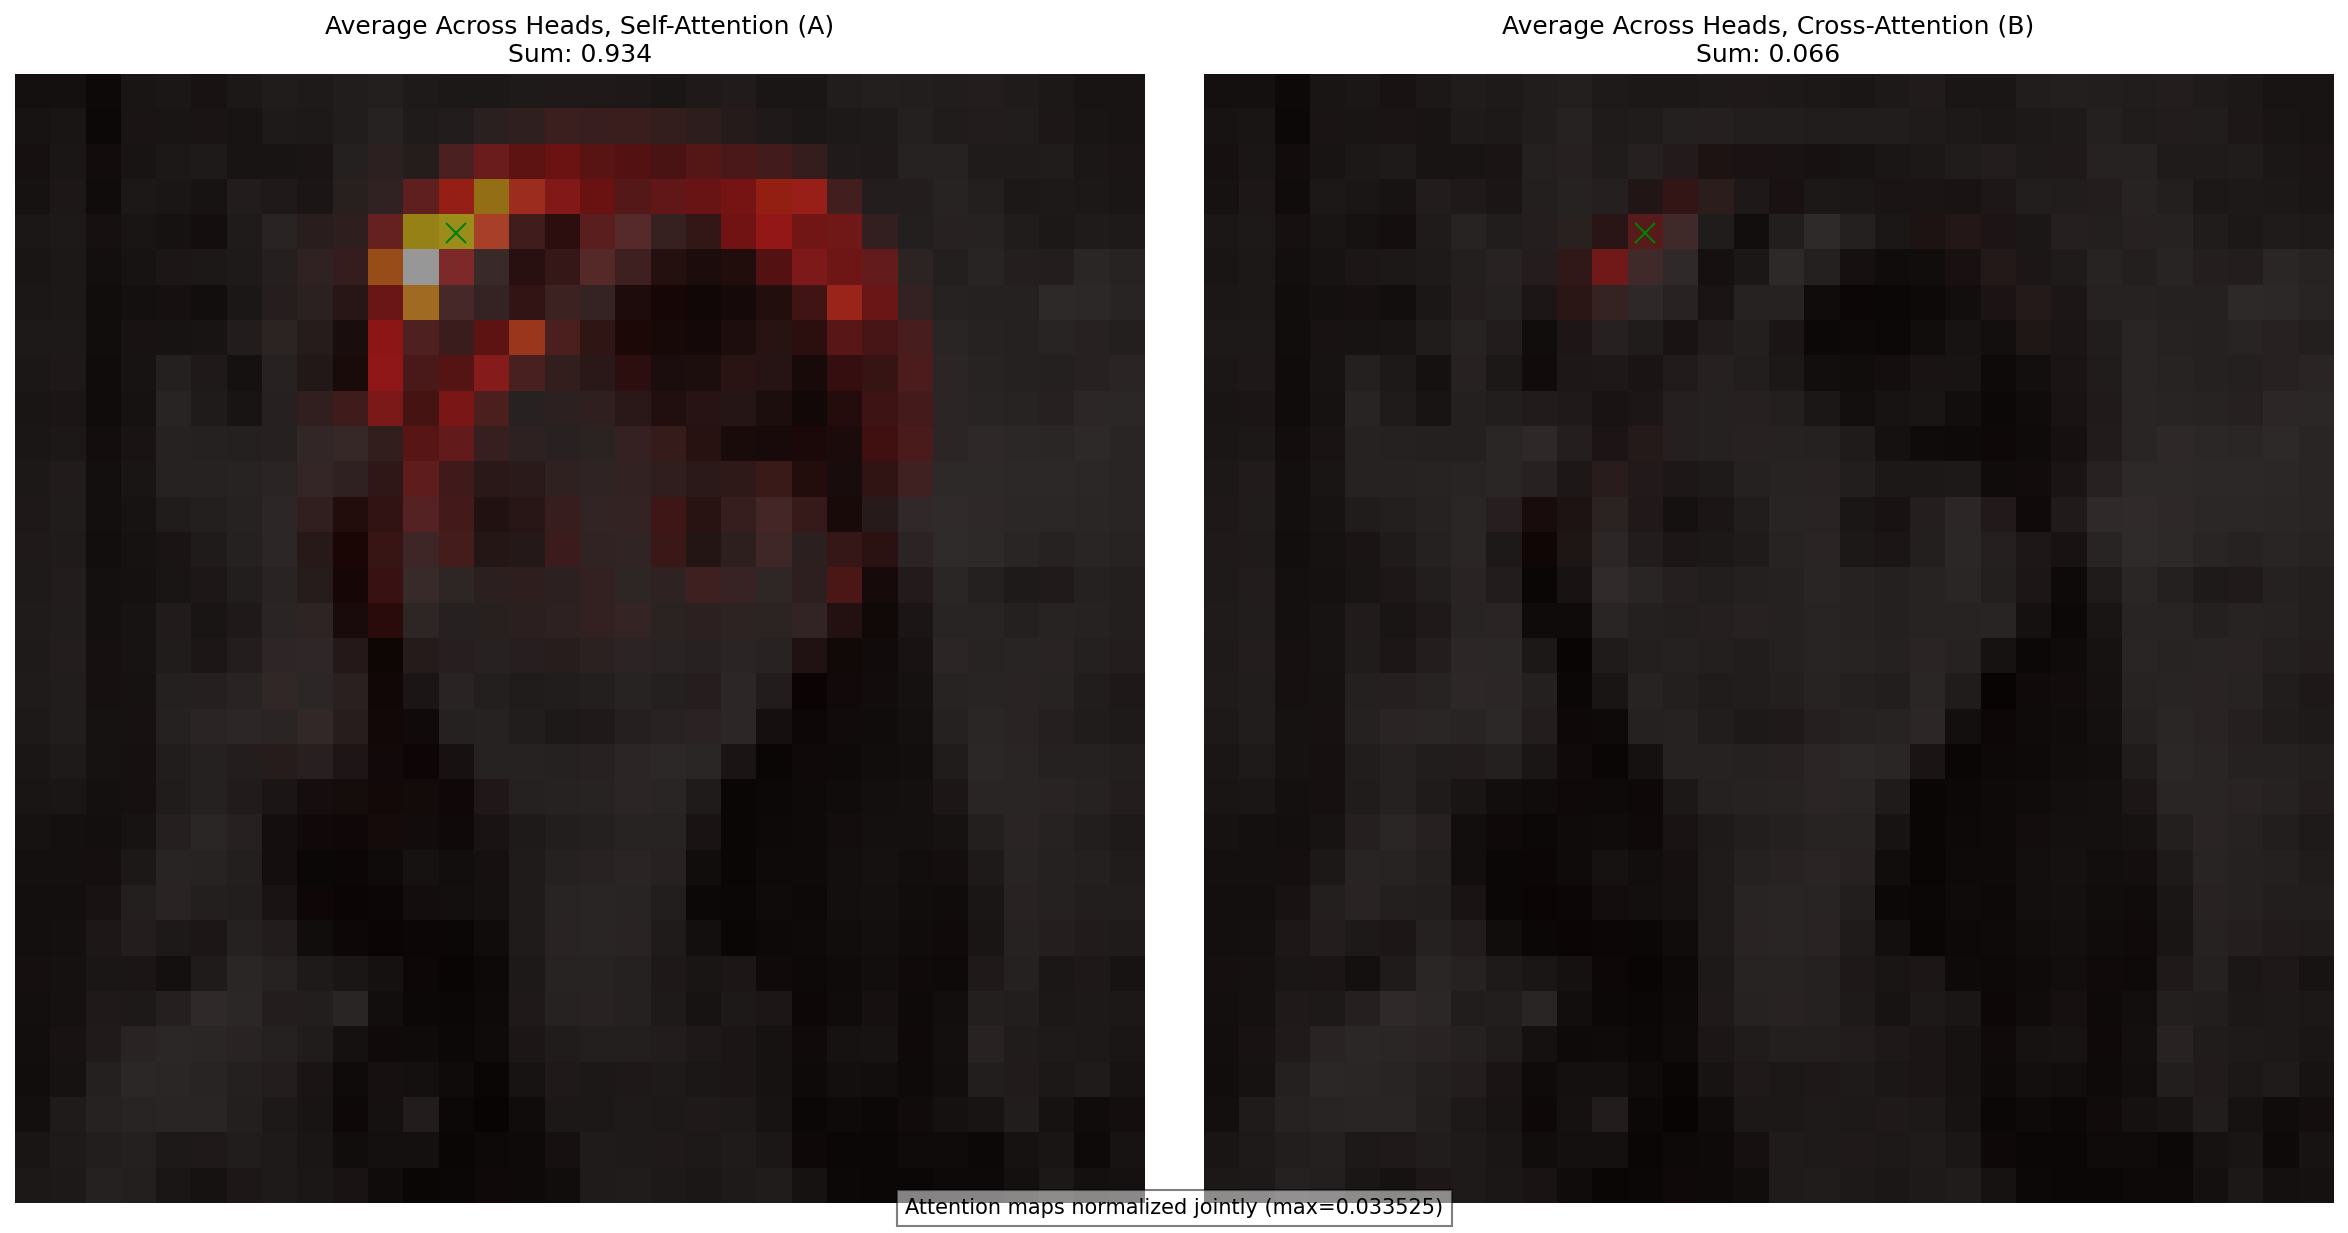 Average Across Heads, Self-Attention (A)
Sum: 0.934
Average Across Heads, Cross-Attention (B)
Sum: 0.066
Attention maps normalized jointly (max=0.033525)